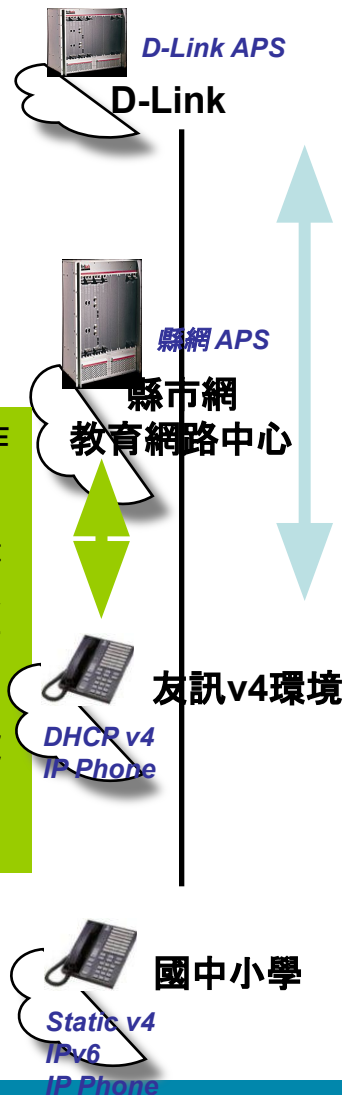 D-Link APS
D-Link
縣網 APS
縣市網
教育網路中心
友訊v4環境
DHCP v4
IP Phone
國中小學
Static v4
IPv6
IP Phone